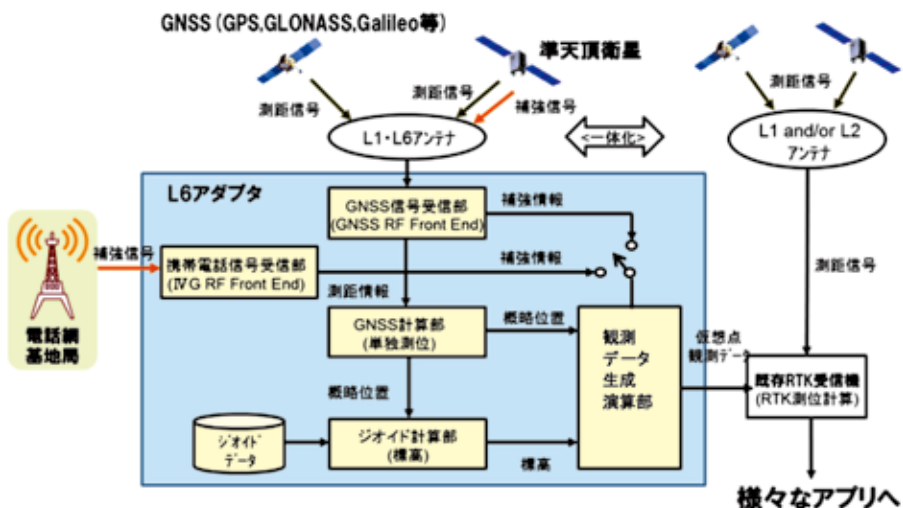 GNSS (GPS,GLONASS,Galileo等)
準天頂衛星
測距信号
測距信号
補強信号
測距信号
測距信号
L1・L6アンテナ
<一体化>
L1 and/or L2
アンテナ
L6アダプタ
GNSS信号受信部
(GNSS RF Front End)
補強情報
補強信号
携帯電話信号受信部
(ⅣG RF Front End)
補強情報
測距信号
電話網
基地局
測距情報
GNSS計算部
(単独測位)
概略位置
観測
データ
生成
演算部
仮想点
観測データ
既存RTK受信機
(RTK測位計算)
概略位置
ジオイド
データ
ジオイド計算部
(標高)
標高
様々なアプリへ